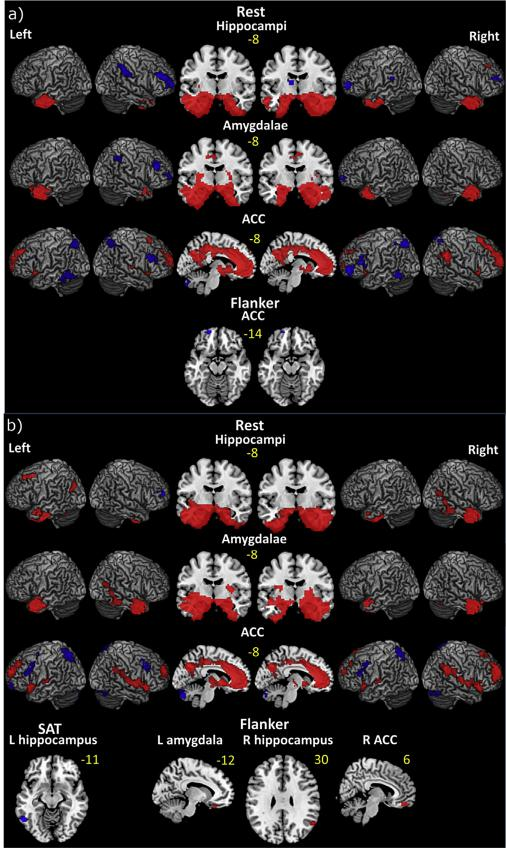 a)
Rest
Left
Hippocampi
Right
-8
Amygdalae
-8
ACC
-8
Flanker
ACC
-14
b)
Rest
Left
Hippocampi
Right
-8
Amygdalae
-8
ACC
-8
SAT
Flanker
L hippocampus
L amygdala
R hippocampus
R ACC
-11
-12
30
6